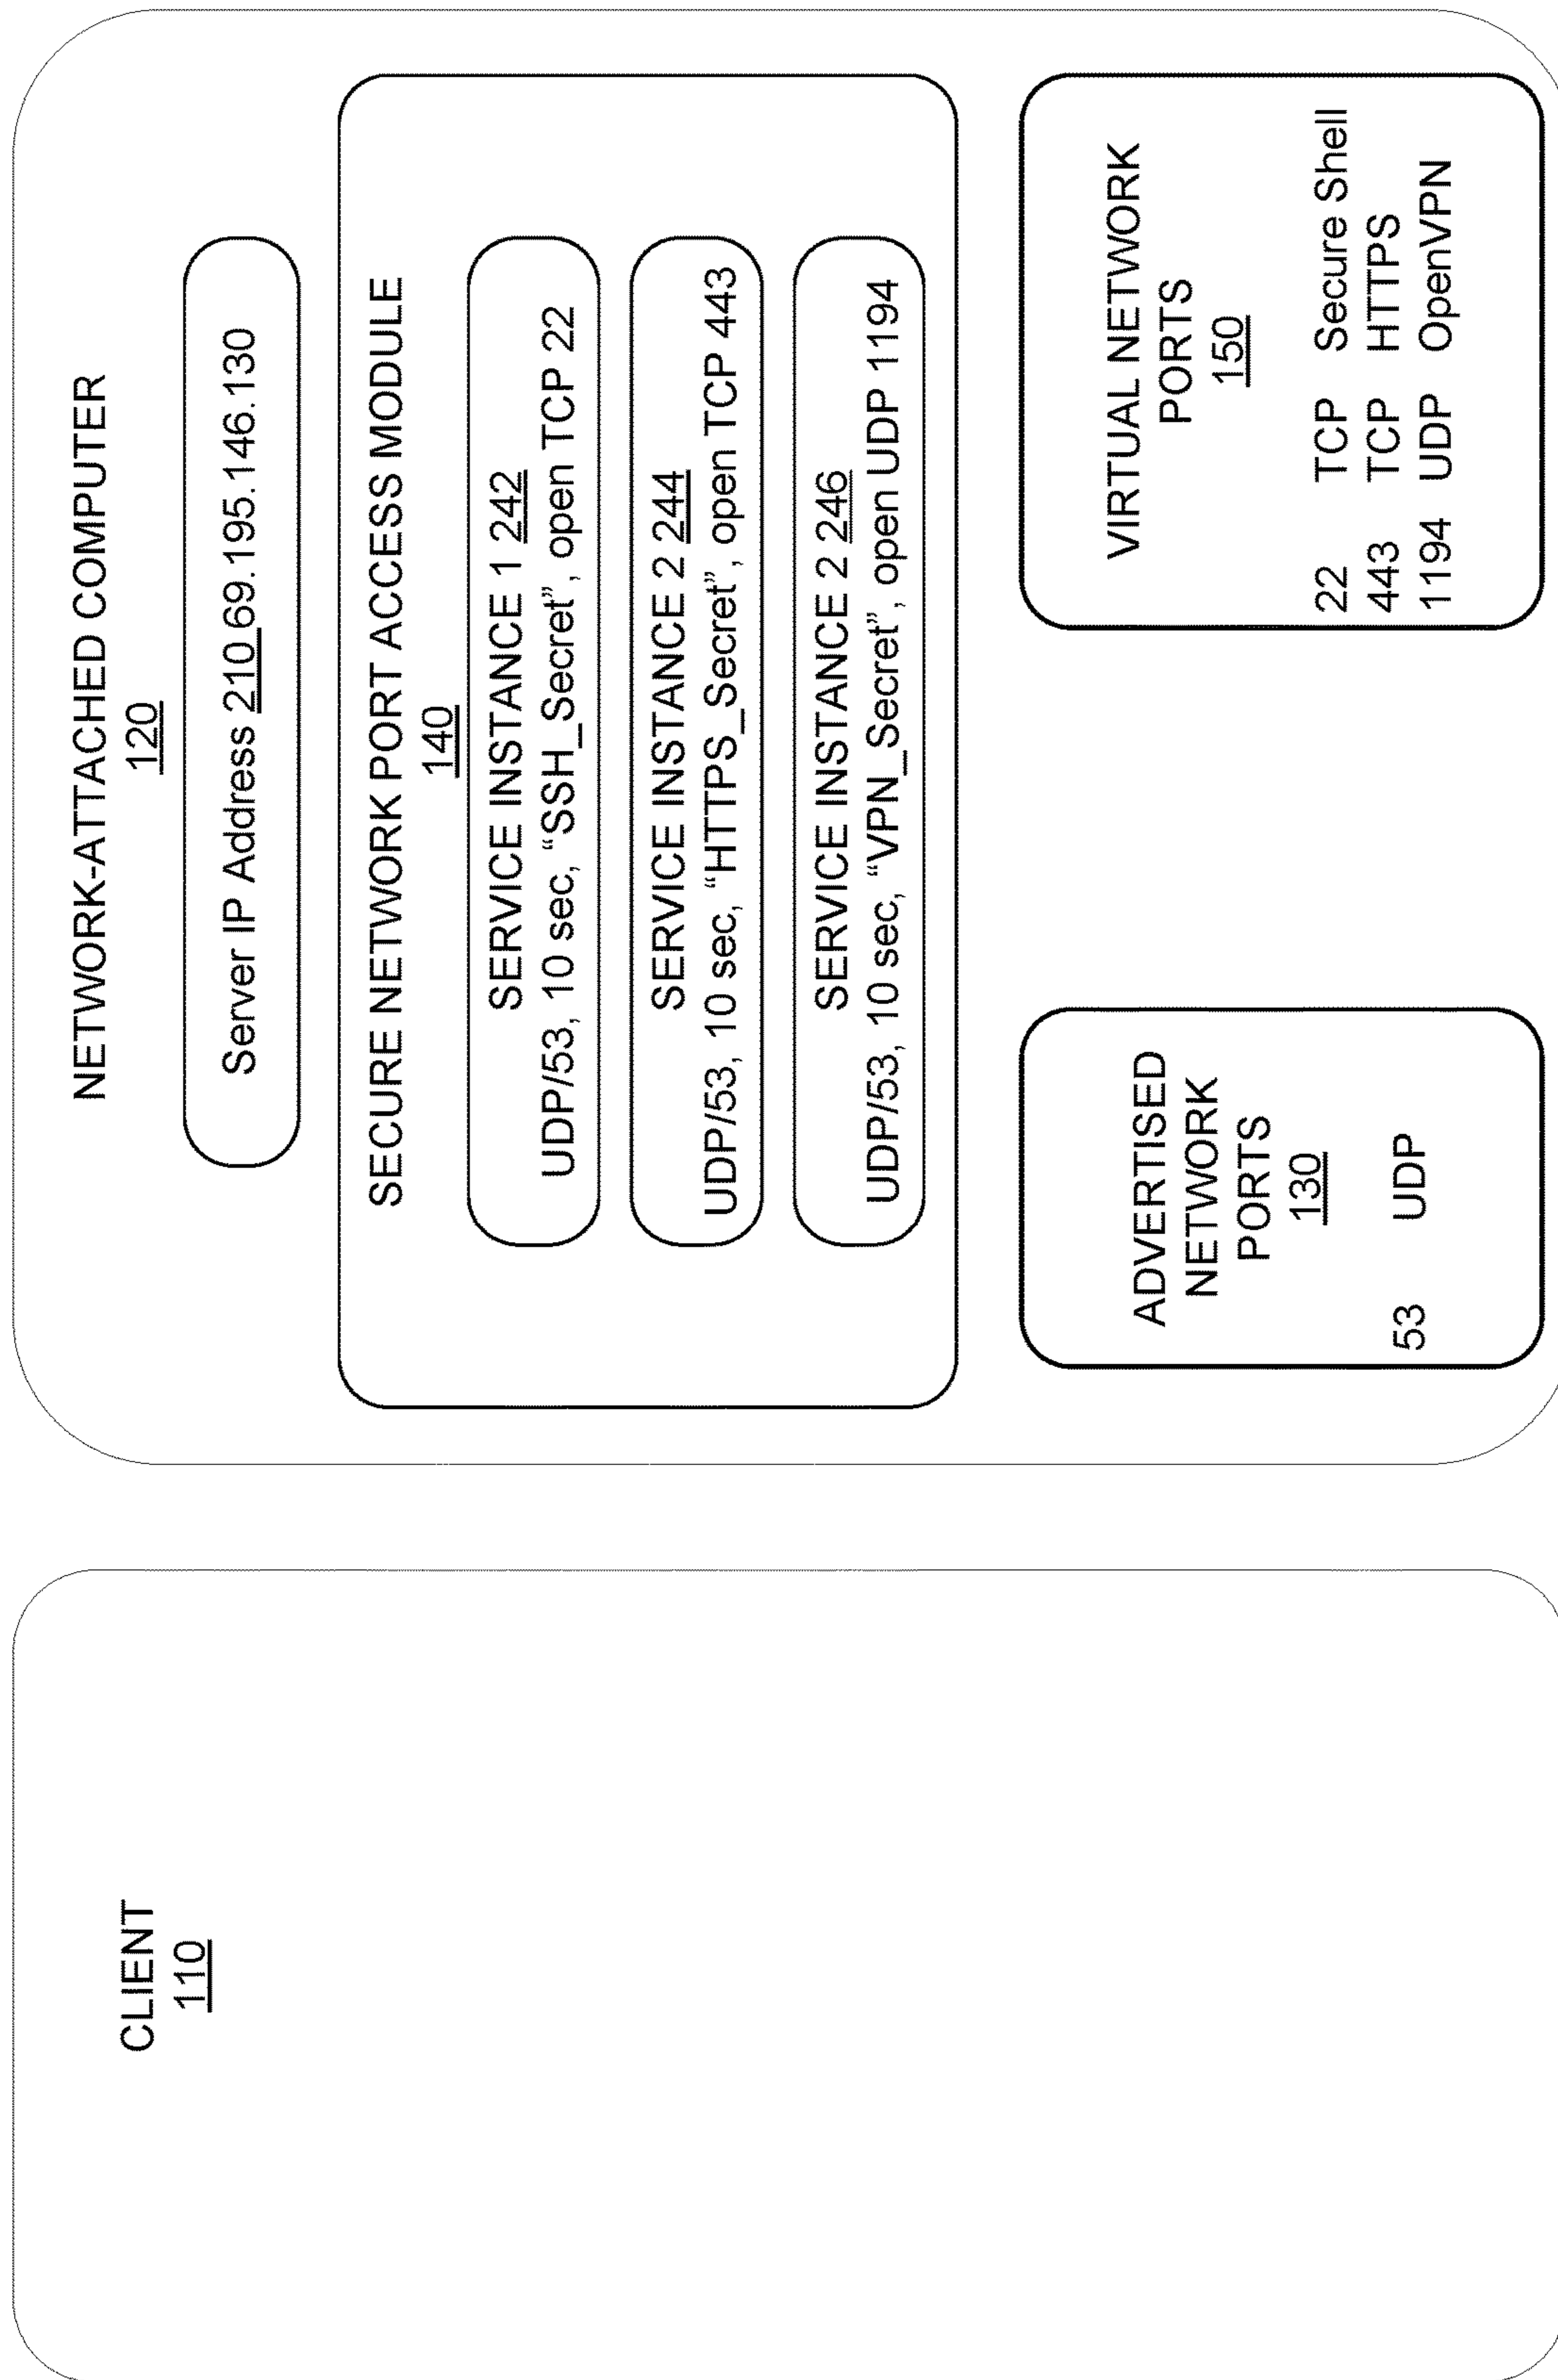 CLIENT
110
NETWORK-ATTACHED COMPUTER
120
Server IP Address 210 69.195.146.130
SECURE NETWORK PORT ACCESS MODULE
140
SERVICE INSTANCE 1 242
UDP/53, 10 sec, “SSH_Secret”, open TCP 22
SERVICE INSTANCE 2 244
UDP/53, 10 sec, “HTTPS_Secret”, open TCP 443
SERVICE INSTANCE 2 246
UDP/53, 10 sec, “VPN_Secret”, open UDP 1194
ADVERTISED
NETWORK
PORTS
130
53 UDP
VIRTUAL NETWORK
PORTS
150
22 TCP Secure Shell
443 TCP HTTPS
1194 UDP OpenVPN